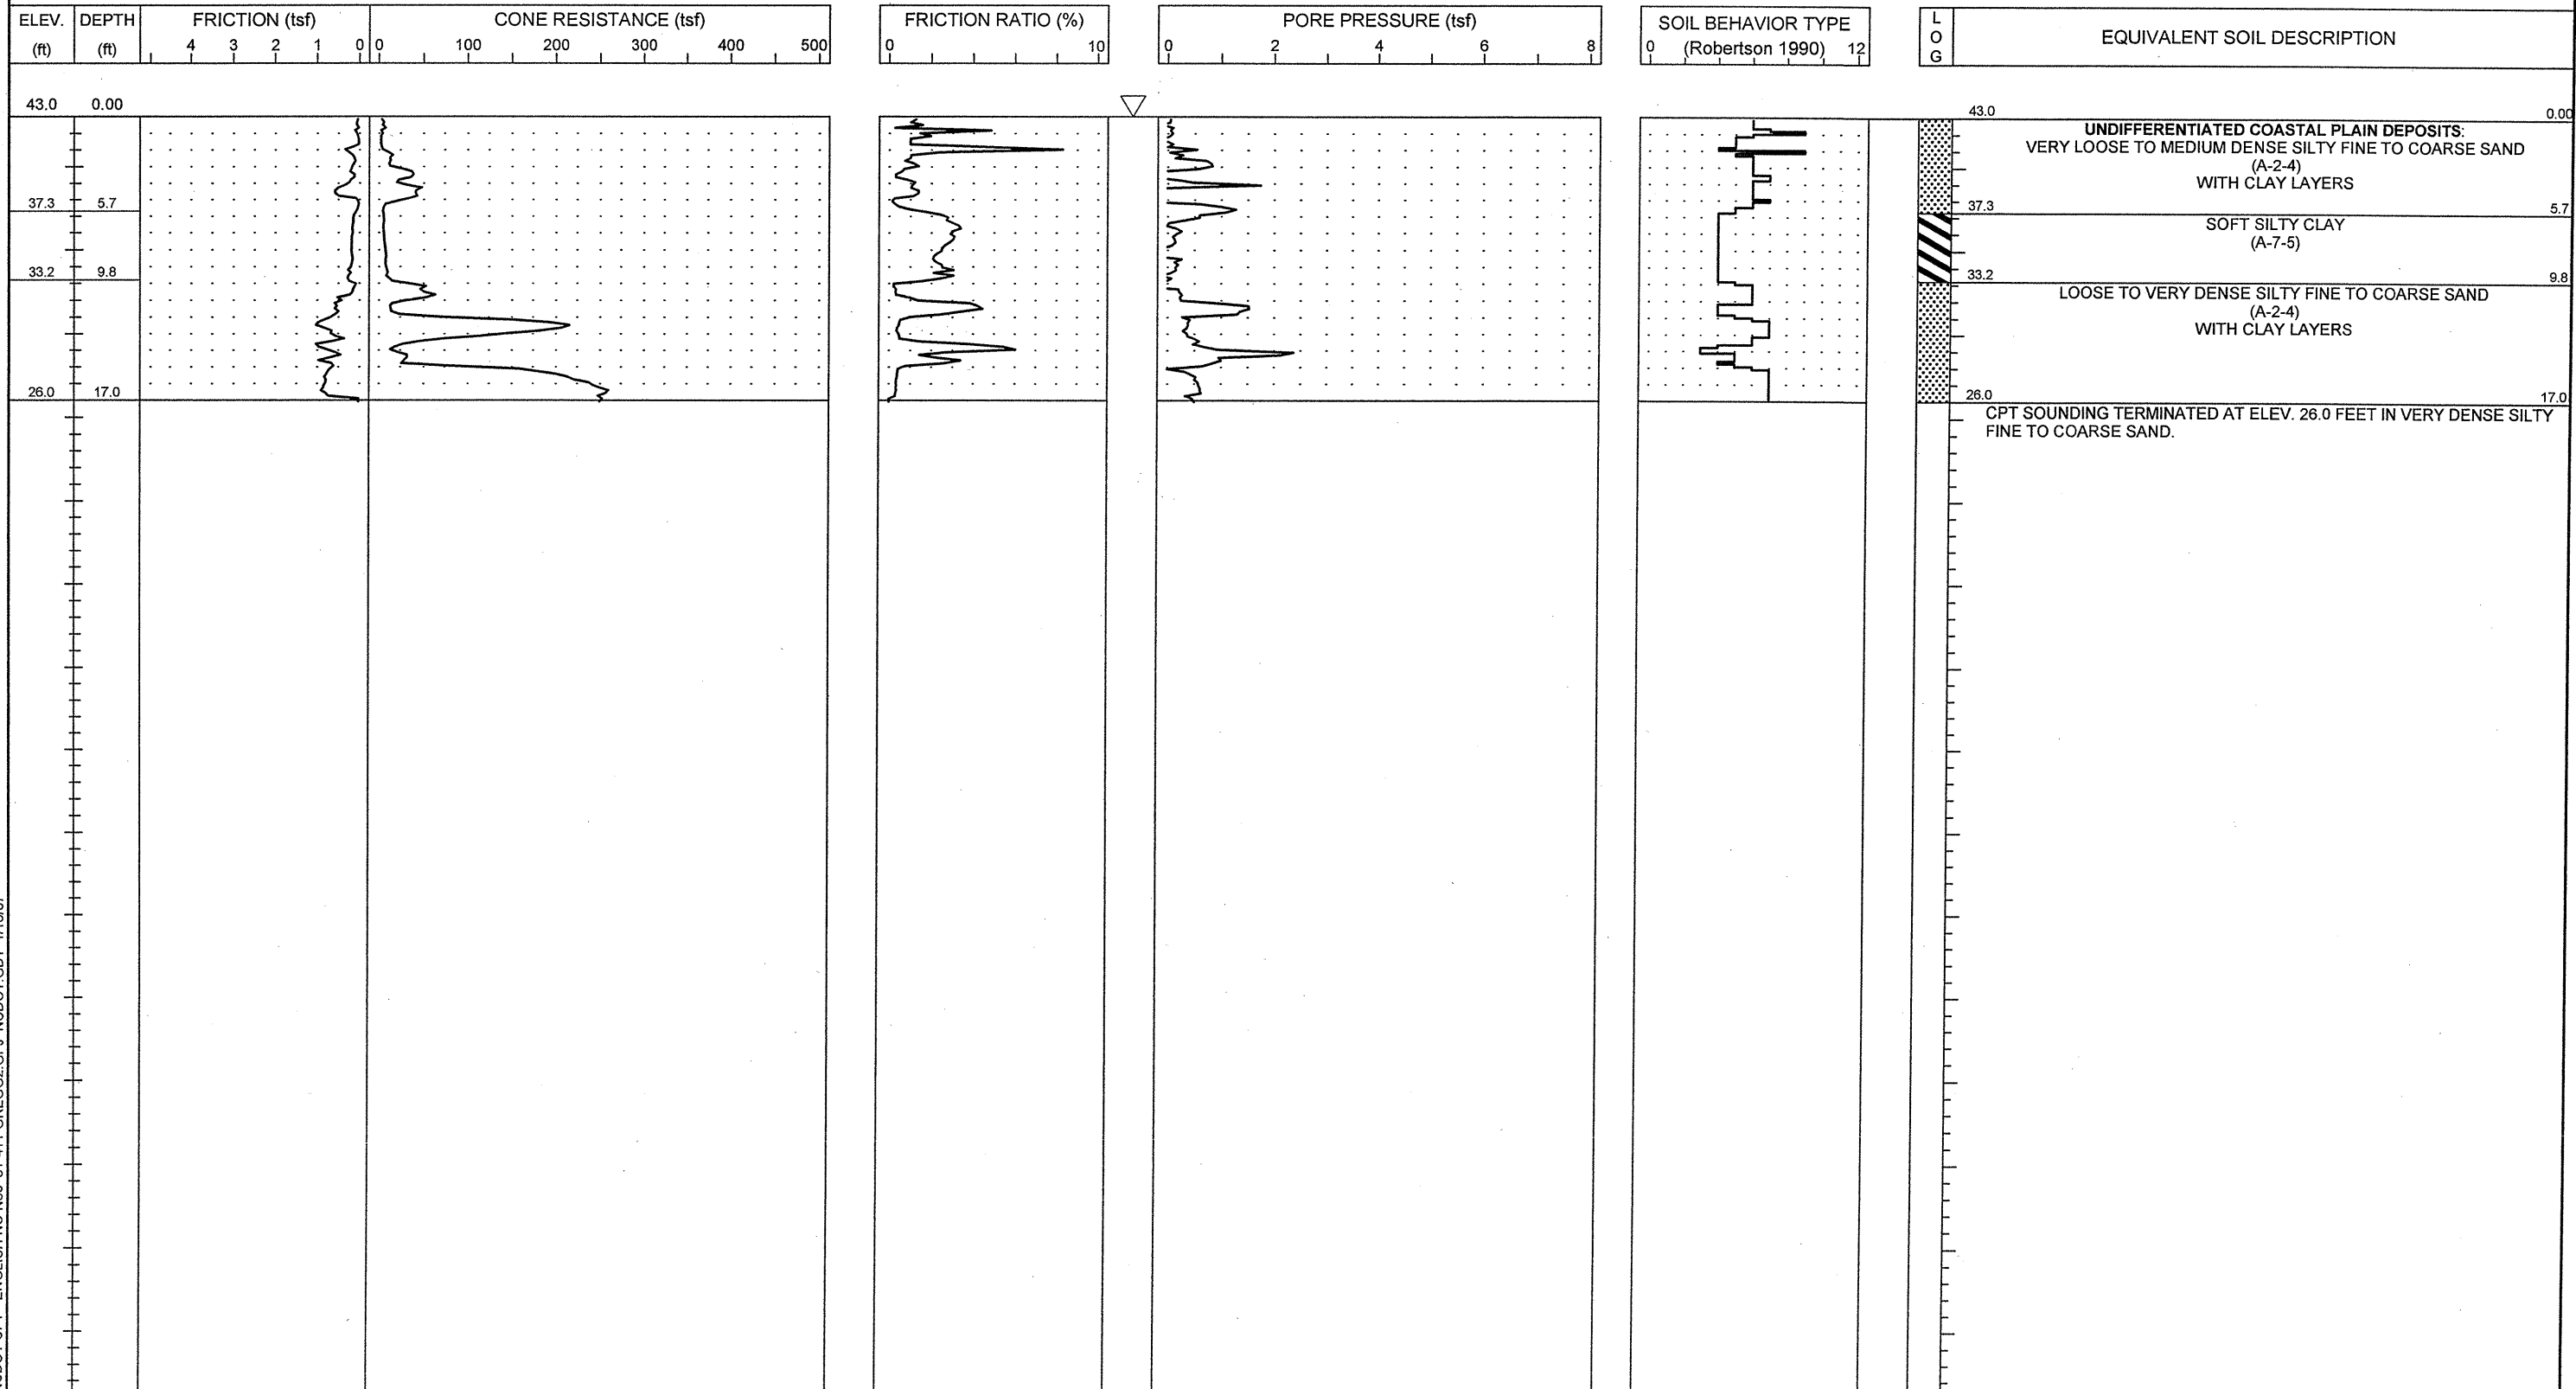 ELEV. DEPTH FRICTION (tsf) CONE RESISTANCE (tsf) FRICTION RATIO (%) PORE PRESSURE (tsf) SOIL BEHAVIOR TYPE L
(ft) (ft) 4 3 2 1 0 0 100 200 300 400 500 0 10 0 2 4 6 8 0 (Robertson 1990) 12 O EQUIVALENT SOIL DESCRIPTION
G
43.0 0.00
43.0 0.00
UNDIFFERENTIATED COASTAL PLAIN DEPOSITS:
VERY LOOSE TO MEDIUM DENSE SILTY FINE TO COARSE SAND
(A-2-4)
WITH CLAY LAYERS
37.3 5.7 37.3 5.7
SOFT SILTY CLAY
(A-7-5)
33.2 9.8 33.2 9.8
LOOSE TO VERY DENSE SILTY FINE TO COARSE SAND
(A-2-4)
WITH CLAY LAYERS
26.0 17.0 26.0 17.0
CPT SOUNDING TERMINATED AT ELEV. 26.0 FEET IN VERY DENSE SILTY
FINE TO COARSE SAND.